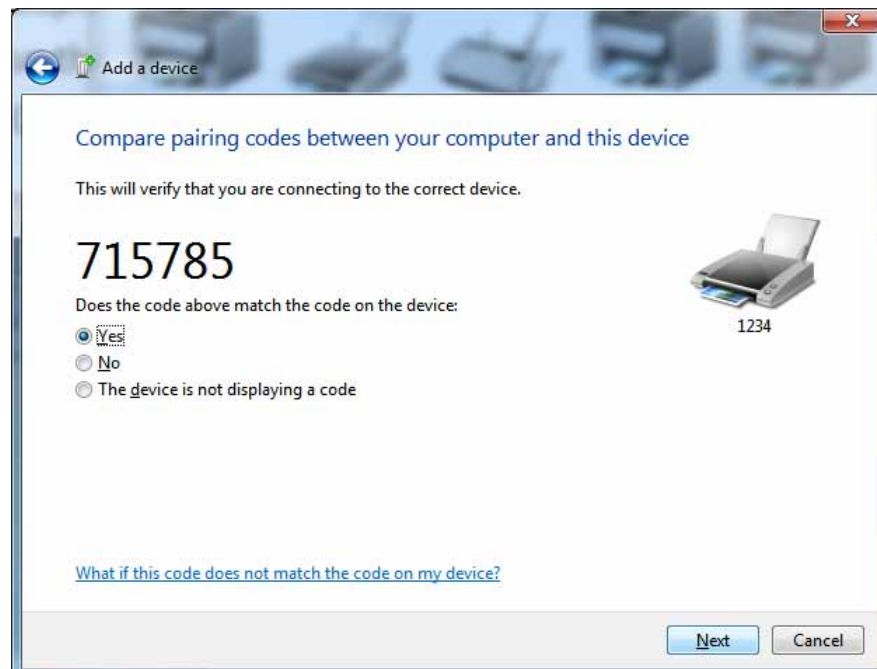 Add a device
Compare pairing codes between your computer and this device
This will verify that you are connecting to the correct device.
715785
Does the code above match the code on the device:
1234
Yes
No
The device is not displaying a code
What if this code does not match the code on my device?
Next
Cancel